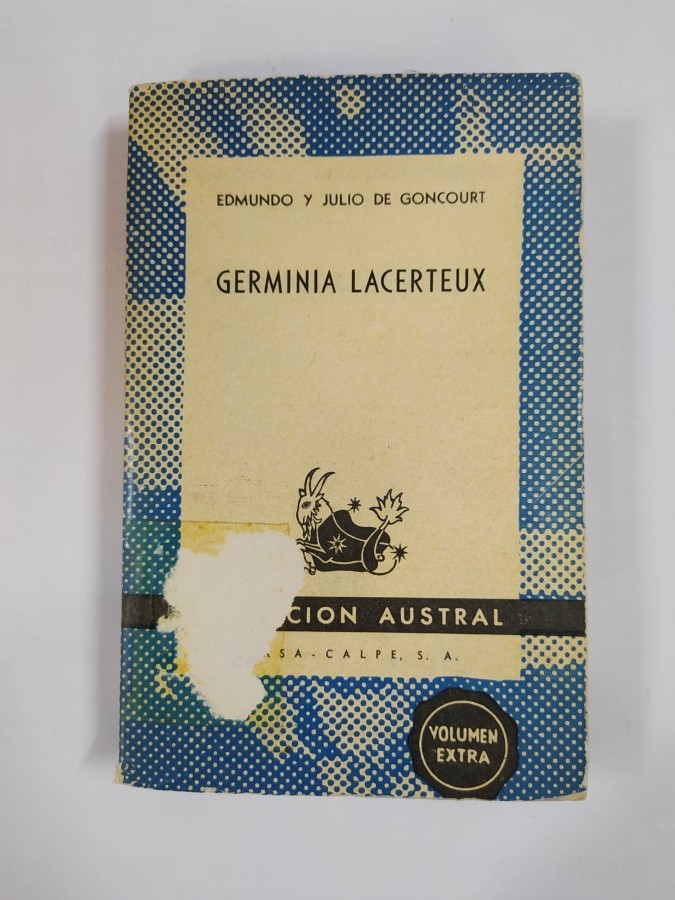 EDMUNDO Y JULIO DE GONCOURT
GERMINIA LACERTEUX
CION AUSTRAL
SA-CALPE, S. A.
VOLUMEN
EXTRA